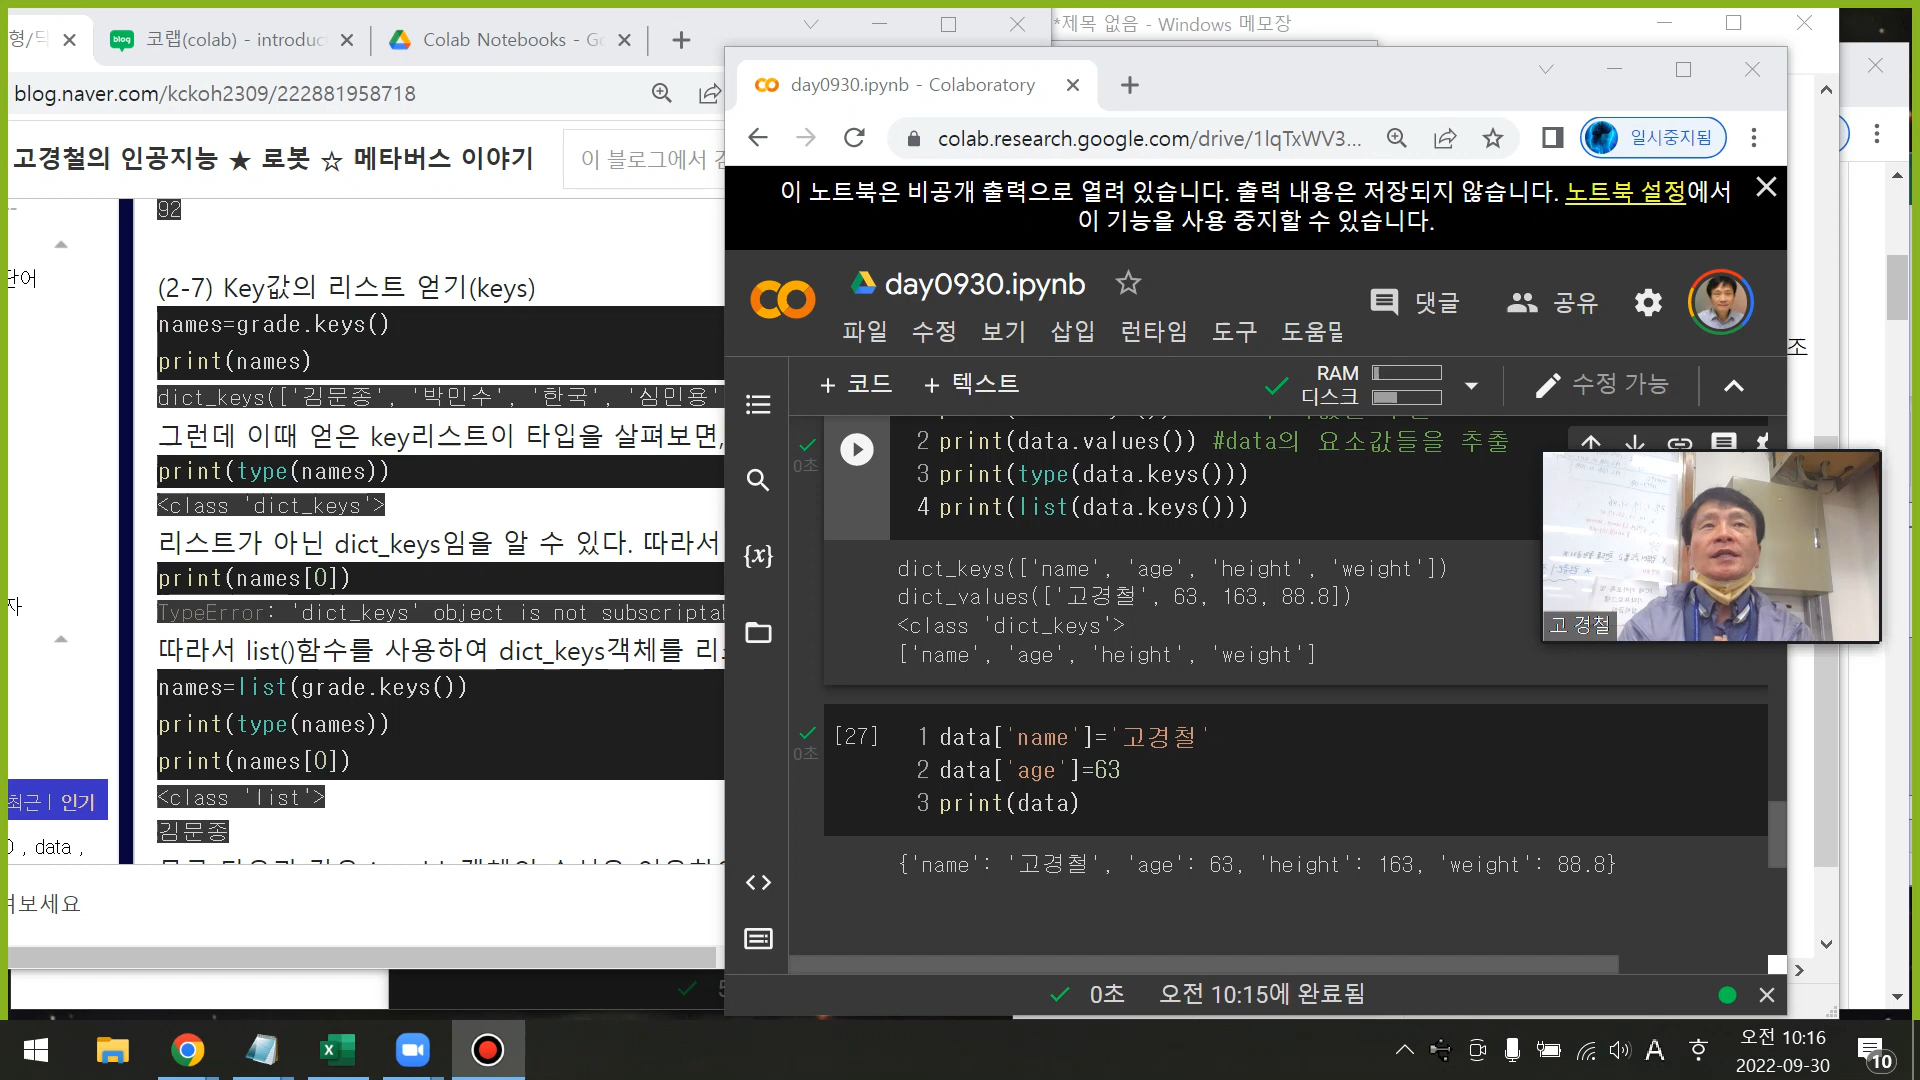 코랩(colab) - introduc
Colab Notebooks - Go
*제목 없음 - Windows 메모장
blog.naver.com/kckoh2309/222881958718
고경철의 인공지능 ★ 로봇 ☆ 메타버스 이야기
이 블로그에서
92
단어
(2-7) Key값의 리스트 얻기(keys)
names=grade.keys()
print(names)
dict_keys(['김문종', '박민수', '한국', '심민용'
그런데 이때 얻은 key리스트이 타입을 살펴보면,
print(type(names))
<class 'dict_keys'>
리스트가 아닌 dict_keys임을 알 수 있다. 따라서
print(names[0])
TypeError: 'dict_keys' object is not subscriptab
따라서 list()함수를 사용하여 dict_keys객체를 리
names=list(grade.keys())
print(type(names))
print(names[0])
<class 'list'>
김문종
최근 | 인기
, data ,
보세요
day0930.ipynb - Colaboratory
colab.research.google.com/drive/1lqTxWV3...
일시중지됨
이 노트북은 비공개 출력으로 열려 있습니다. 출력 내용은 저장되지 않습니다. 노트북 설정에서
이 기능을 사용 중지할 수 있습니다.
day0930.ipynb
댓글
공유
파일 수정 보기 삽입 런타임 도구 도움말
+ 코드 + 텍스트
RAM
디스크
수정 가능
0초
2 print(data.values()) #data의 요소값들을 추출
3 print(type(data.keys()))
4 print(list(data.keys()))
dict_keys(['name', 'age', 'height', 'weight'])
dict_values(['고경철', 63, 163, 88.8])
<class 'dict_keys'>
['name', 'age', 'height', 'weight']
고 경철
0초
[27]
1 data['name']='고경철'
2 data['age']=63
3 print(data)
{'name': '고경철', 'age': 63, 'height': 163, 'weight': 88.8}
0초 오전 10:15에 완료됨
조
A
오전 10:16
2022-09-30
10